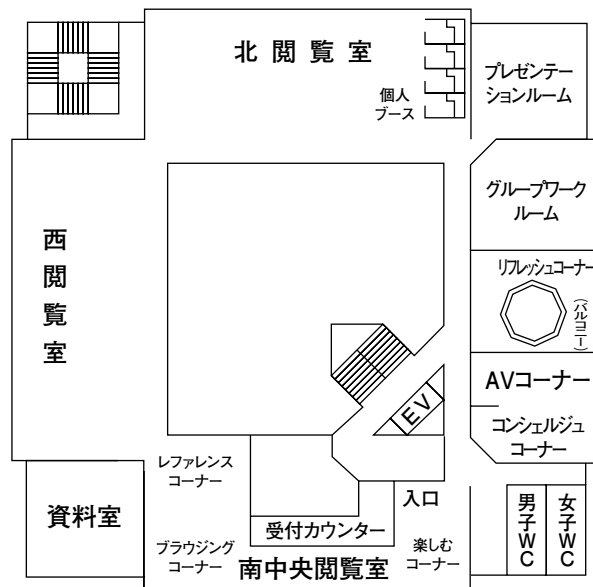 北閲覧室
個人
ブース
プレゼンテー
ションルーム
グループワーク
ルーム
西閲覧室
リフレッシュコーナー
（バルコニー）
AVコーナー
EV
コンシェルジュ
コーナー
レファレンス
コーナー
入口
資料室
受付カウンター
男子WC
女子WC
ブラウジング
コーナー
南中央閲覧室
楽しむ
コーナー